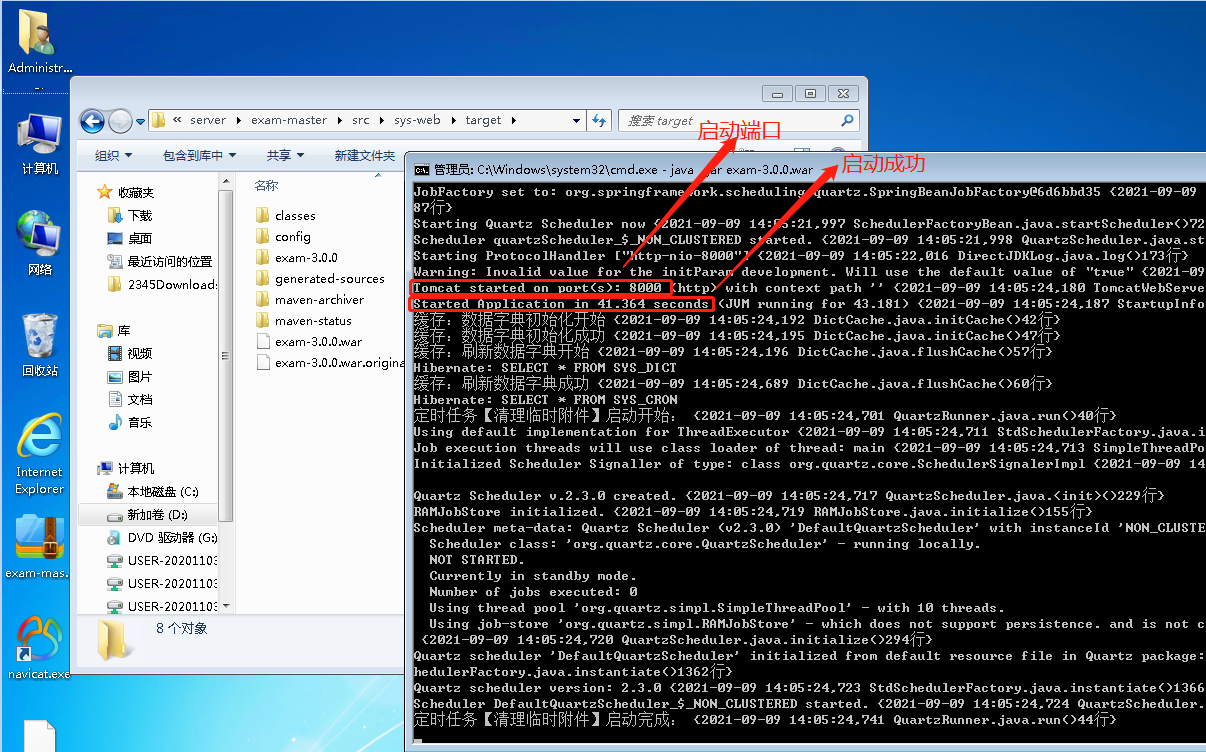 Administr...
计算机
网络
回收站
Internet
Explorer
exam-mas...
navicat.exe
« server ▸ exam-master ▸ src ▸ sys-web ▸ target ▸
搜索 target
组织 ▼ 包含到库中 ▼ 共享 ▼ 新建文件夹
收藏夹
下载
桌面
最近访问的位置
2345Downloads
库
视频
图片
文档
音乐
计算机
本地磁盘 (C:)
新加卷 (D:)
DVD 驱动器 (G:)
USER-20201103
USER-20201103
USER-20201103
名称
classes
config
exam-3.0.0
generated-sources
maven-archiver
maven-status
exam-3.0.0.war
exam-3.0.0.war.origina
8 个对象
启动端口
启动成功
管理员: C:\Windows\system32\cmd.exe - java -jar exam-3.0.0.war
JobFactory set to: org.springframework.scheduling.quartz.SpringBeanJobFactory@6d6bbd35 {2021-09-09
87行}
Starting Quartz Scheduler now {2021-09-09 14:05:21,997 SchedulerFactoryBean.java.startScheduler()72
Scheduler quartzScheduler_$_NON_CLUSTERED started. {2021-09-09 14:05:21,998 QuartzScheduler.java.st
Starting ProtocolHandler ["http-nio-8000"] {2021-09-09 14:05:22,016 DirectJDKLog.java.log()173行}
Warning: Invalid value for the initParam development. Will use the default value of "true" {2021-09
Tomcat started on port(s): 8000 (http) with context path '' {2021-09-09 14:05:24,180 TomcatWebServe
Started Application in 41.364 seconds (JVM running for 43.181) {2021-09-09 14:05:24,187 StartupInfo
缓存: 数据字典初始化开始 {2021-09-09 14:05:24,192 DictCache.java.initCache()42行}
缓存: 数据字典初始化成功 {2021-09-09 14:05:24,195 DictCache.java.initCache()47行}
缓存: 刷新数据字典开始 {2021-09-09 14:05:24,196 DictCache.java.flushCache()57行}
Hibernate: SELECT * FROM SYS_DICT
缓存: 刷新数据字典成功 {2021-09-09 14:05:24,689 DictCache.java.flushCache()60行}
Hibernate: SELECT * FROM SYS_CRON
定时任务【清理临时附件】启动开始: {2021-09-09 14:05:24,701 QuartzRunner.java.run()40行}
Using default implementation for ThreadExecutor {2021-09-09 14:05:24,711 StdSchedulerFactory.java.i
Job execution threads will use class loader of thread: main {2021-09-09 14:05:24,713 SimpleThreadPo
Initialized Scheduler Signaller of type: class org.quartz.core.SchedulerSignalerImpl {2021-09-09 14
Quartz Scheduler v.2.3.0 created. {2021-09-09 14:05:24,717 QuartzScheduler.java.<init>()229行}
RAMJobStore initialized. {2021-09-09 14:05:24,719 RAMJobStore.java.initialize()155行}
Scheduler meta-data: Quartz Scheduler (v2.3.0) 'DefaultQuartzScheduler' with instanceId 'NON_CLUSTE
Scheduler class: 'org.quartz.core.QuartzScheduler' - running locally.
NOT STARTED.
Currently in standby mode.
Number of jobs executed: 0
Using thread pool 'org.quartz.simpl.SimpleThreadPool' - with 10 threads.
Using job-store 'org.quartz.simpl.RAMJobStore' - which does not support persistence. and is not c
{2021-09-09 14:05:24,720 QuartzScheduler.java.initialize()294行}
Quartz scheduler 'DefaultQuartzScheduler' initialized from default resource file in Quartz package:
hedulerFactory.java.instantiate()1362行}
Quartz scheduler version: 2.3.0 {2021-09-09 14:05:24,723 StdSchedulerFactory.java.instantiate()1366
Scheduler DefaultQuartzScheduler_$_NON_CLUSTERED started. {2021-09-09 14:05:24,724 QuartzScheduler.
定时任务【清理临时附件】启动完成: {2021-09-09 14:05:24,741 QuartzRunner.java.run()44行}